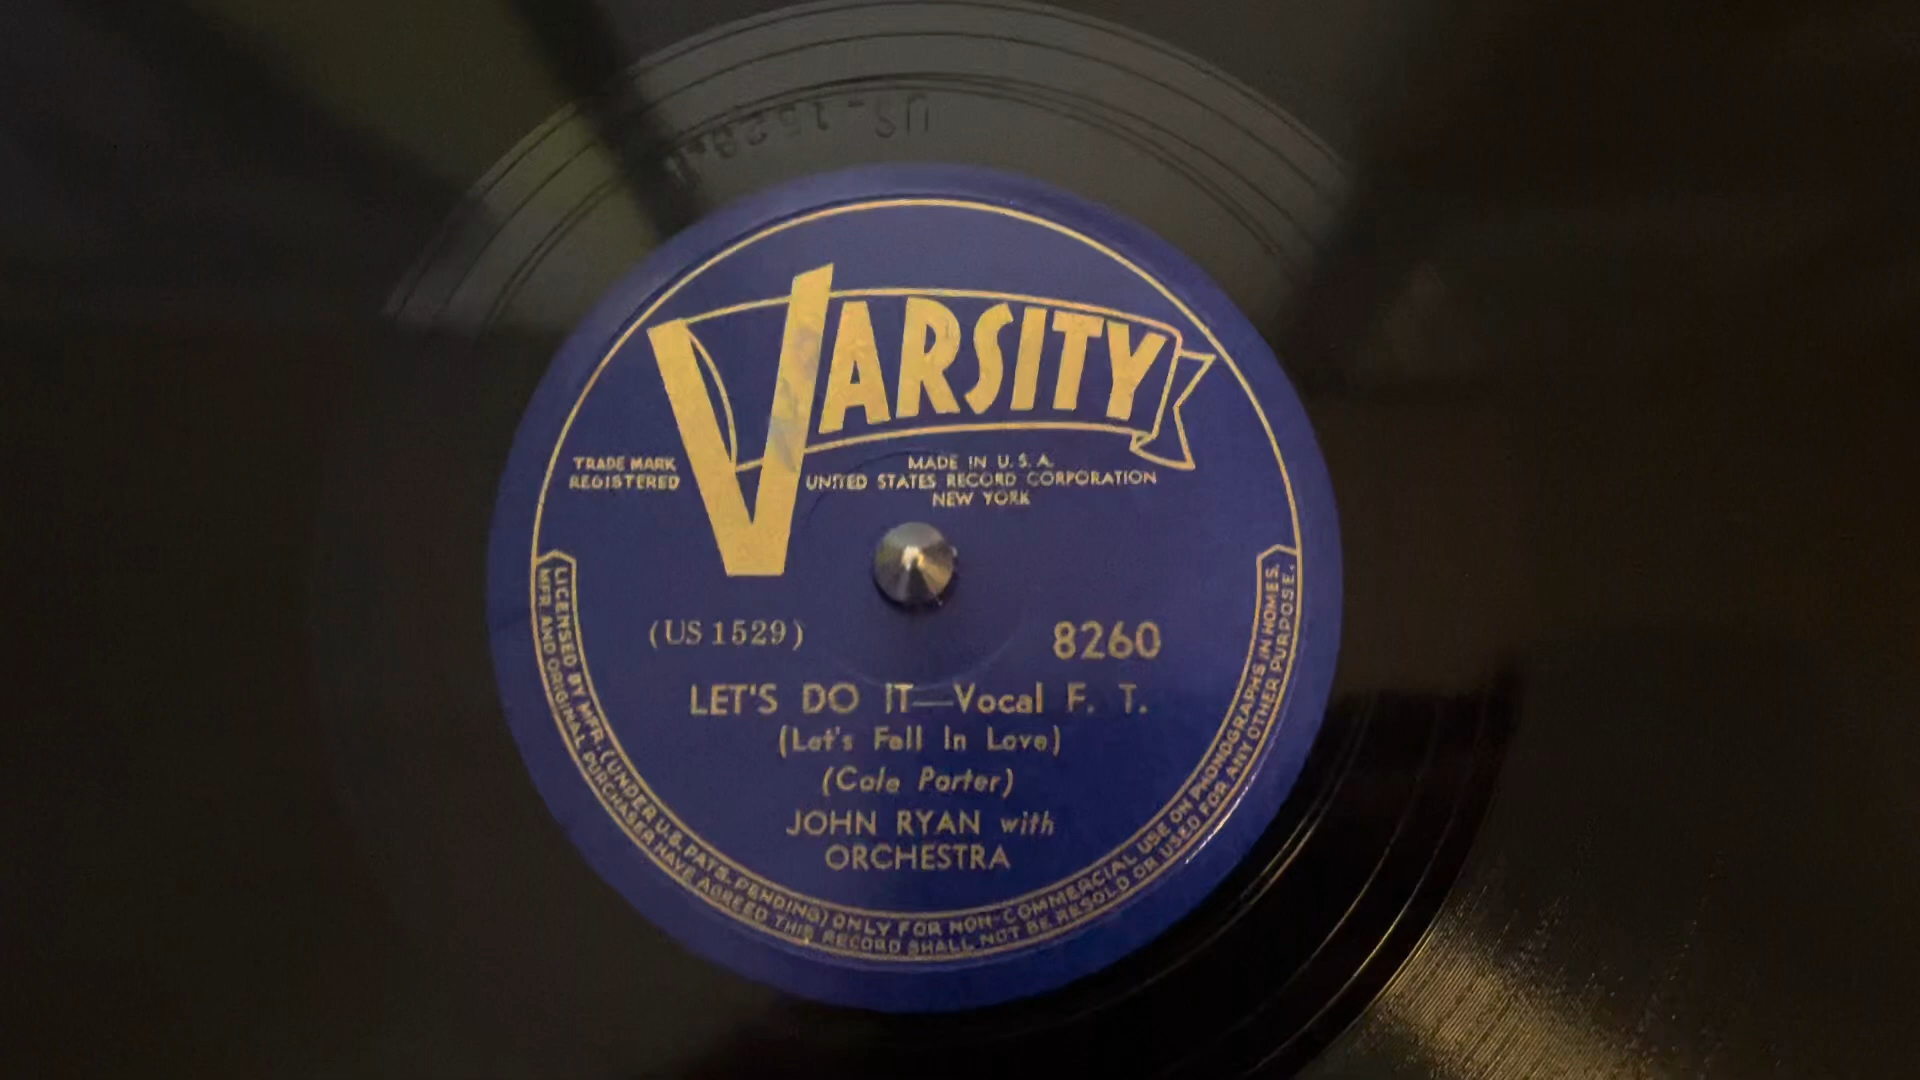 VARSITY
TRADE MARK
REGISTERED
MADE IN U.S.A.
UNITED STATES RECORD CORPORATION
NEW YORK
(US 1529)
8260
LET'S DO IT—Vocal F. T.
(Let's Fall In Love)
(Cole Porter)
JOHN RYAN with
ORCHESTRA
LICENSED BY MFR. (UNDER U.S. PATS. PENDING) ONLY FOR NON-COMMERCIAL USE ON PHONOGRAPHS IN HOMES.
MFR. AND ORIGINAL PURCHASER HAVE AGREED THIS RECORD SHALL NOT BE RESOLD OR USED FOR ANY OTHER PURPOSE.